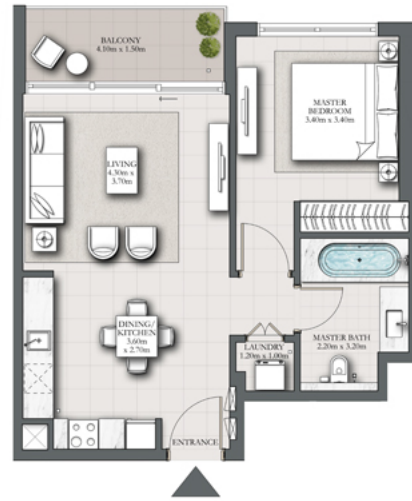 BALCONY
4.10m x 1.50m
MASTER
BEDROOM
3.40m x 3.40m
LIVING
4.30m x
3.70m
DINING/
KITCHEN
3.60m
x 2.70m
LAUNDRY
1.20m x 1.00m
MASTER BATH
2.20m x 3.20m
ENTRANCE